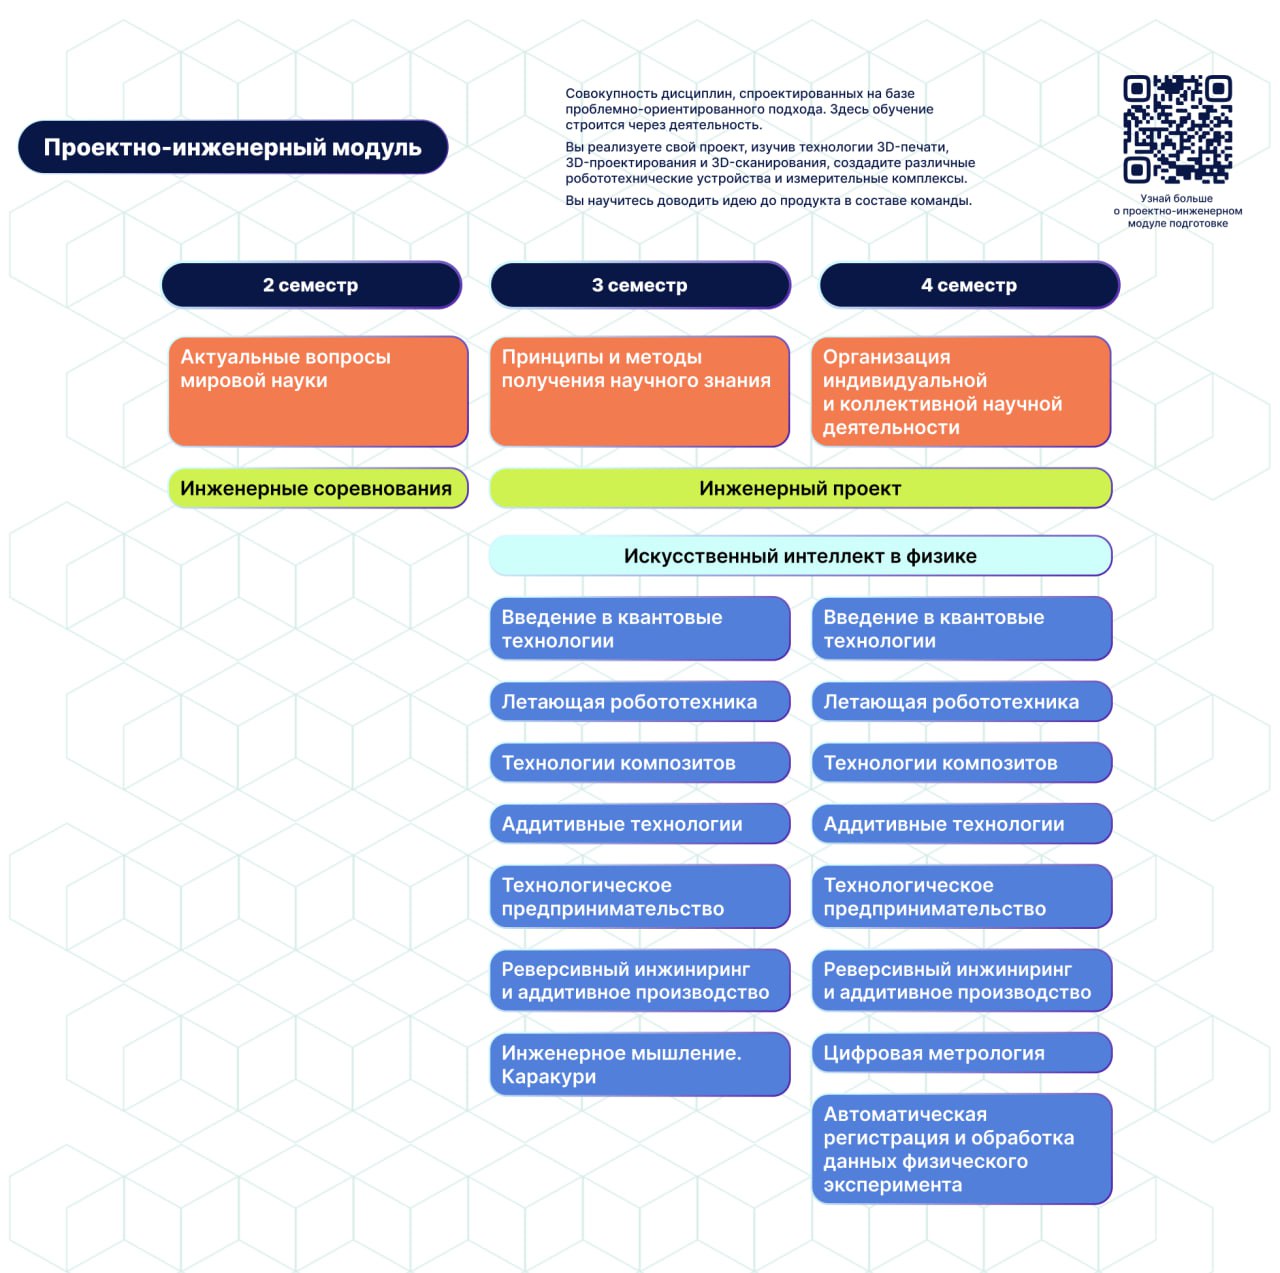 Проектно-инженерный модуль
Совокупность дисциплин, спроектированных на базе
проблемно-ориентированного подхода. Здесь обучение
строится через деятельность.
Вы реализуете свой проект, изучив технологии 3D-печати,
3D-проектирования и 3D-сканирования, создадите различные
робототехнические устройства и измерительные комплексы.
Вы научитесь доводить идею до продукта в составе команды.
Узнай больше
о проектно-инженерном
модуле подготовке
2 семестр
3 семестр
4 семестр
Актуальные вопросы
мировой науки
Принципы и методы
получения научного знания
Организация
индивидуальной
и коллективной научной
деятельности
Инженерные соревнования
Инженерный проект
Искусственный интеллект в физике
Введение в квантовые
технологии
Введение в квантовые
технологии
Летающая робототехника
Летающая робототехника
Технологии композитов
Технологии композитов
Аддитивные технологии
Аддитивные технологии
Технологическое
предпринимательство
Технологическое
предпринимательство
Реверсивный инжиниринг
и аддитивное производство
Реверсивный инжиниринг
и аддитивное производство
Инженерное мышление.
Каракури
Цифровая метрология
Автоматическая
регистрация и обработка
данных физического
эксперимента